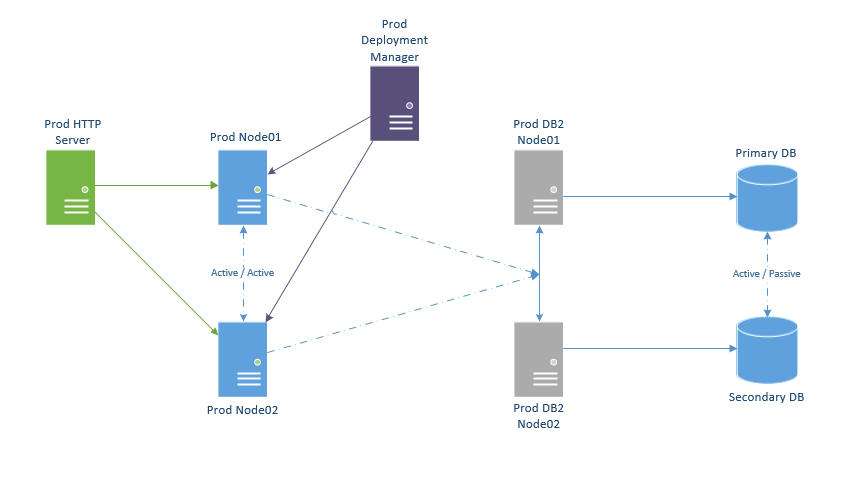 Prod
Deployment
Manager
Prod HTTP
Server
Prod Node01
Prod DB2
Node01
Primary DB
Active / Active
Active / Passive
Prod Node02
Prod DB2
Node02
Secondary DB